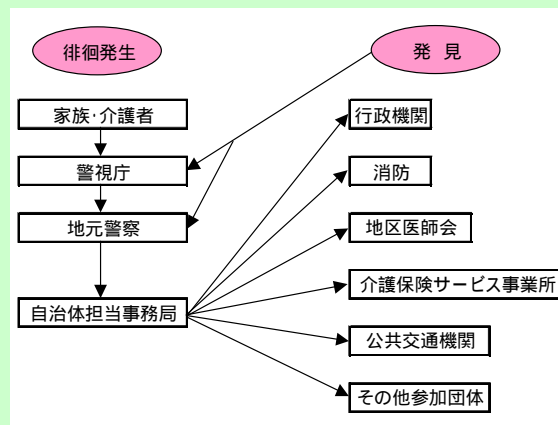 徘徊発生
発 見
家族･介護者
行政機関
警視庁
消防
地元警察
地区医師会
介護保険サービス事業所
自治体担当事務局
公共交通機関
その他参加団体